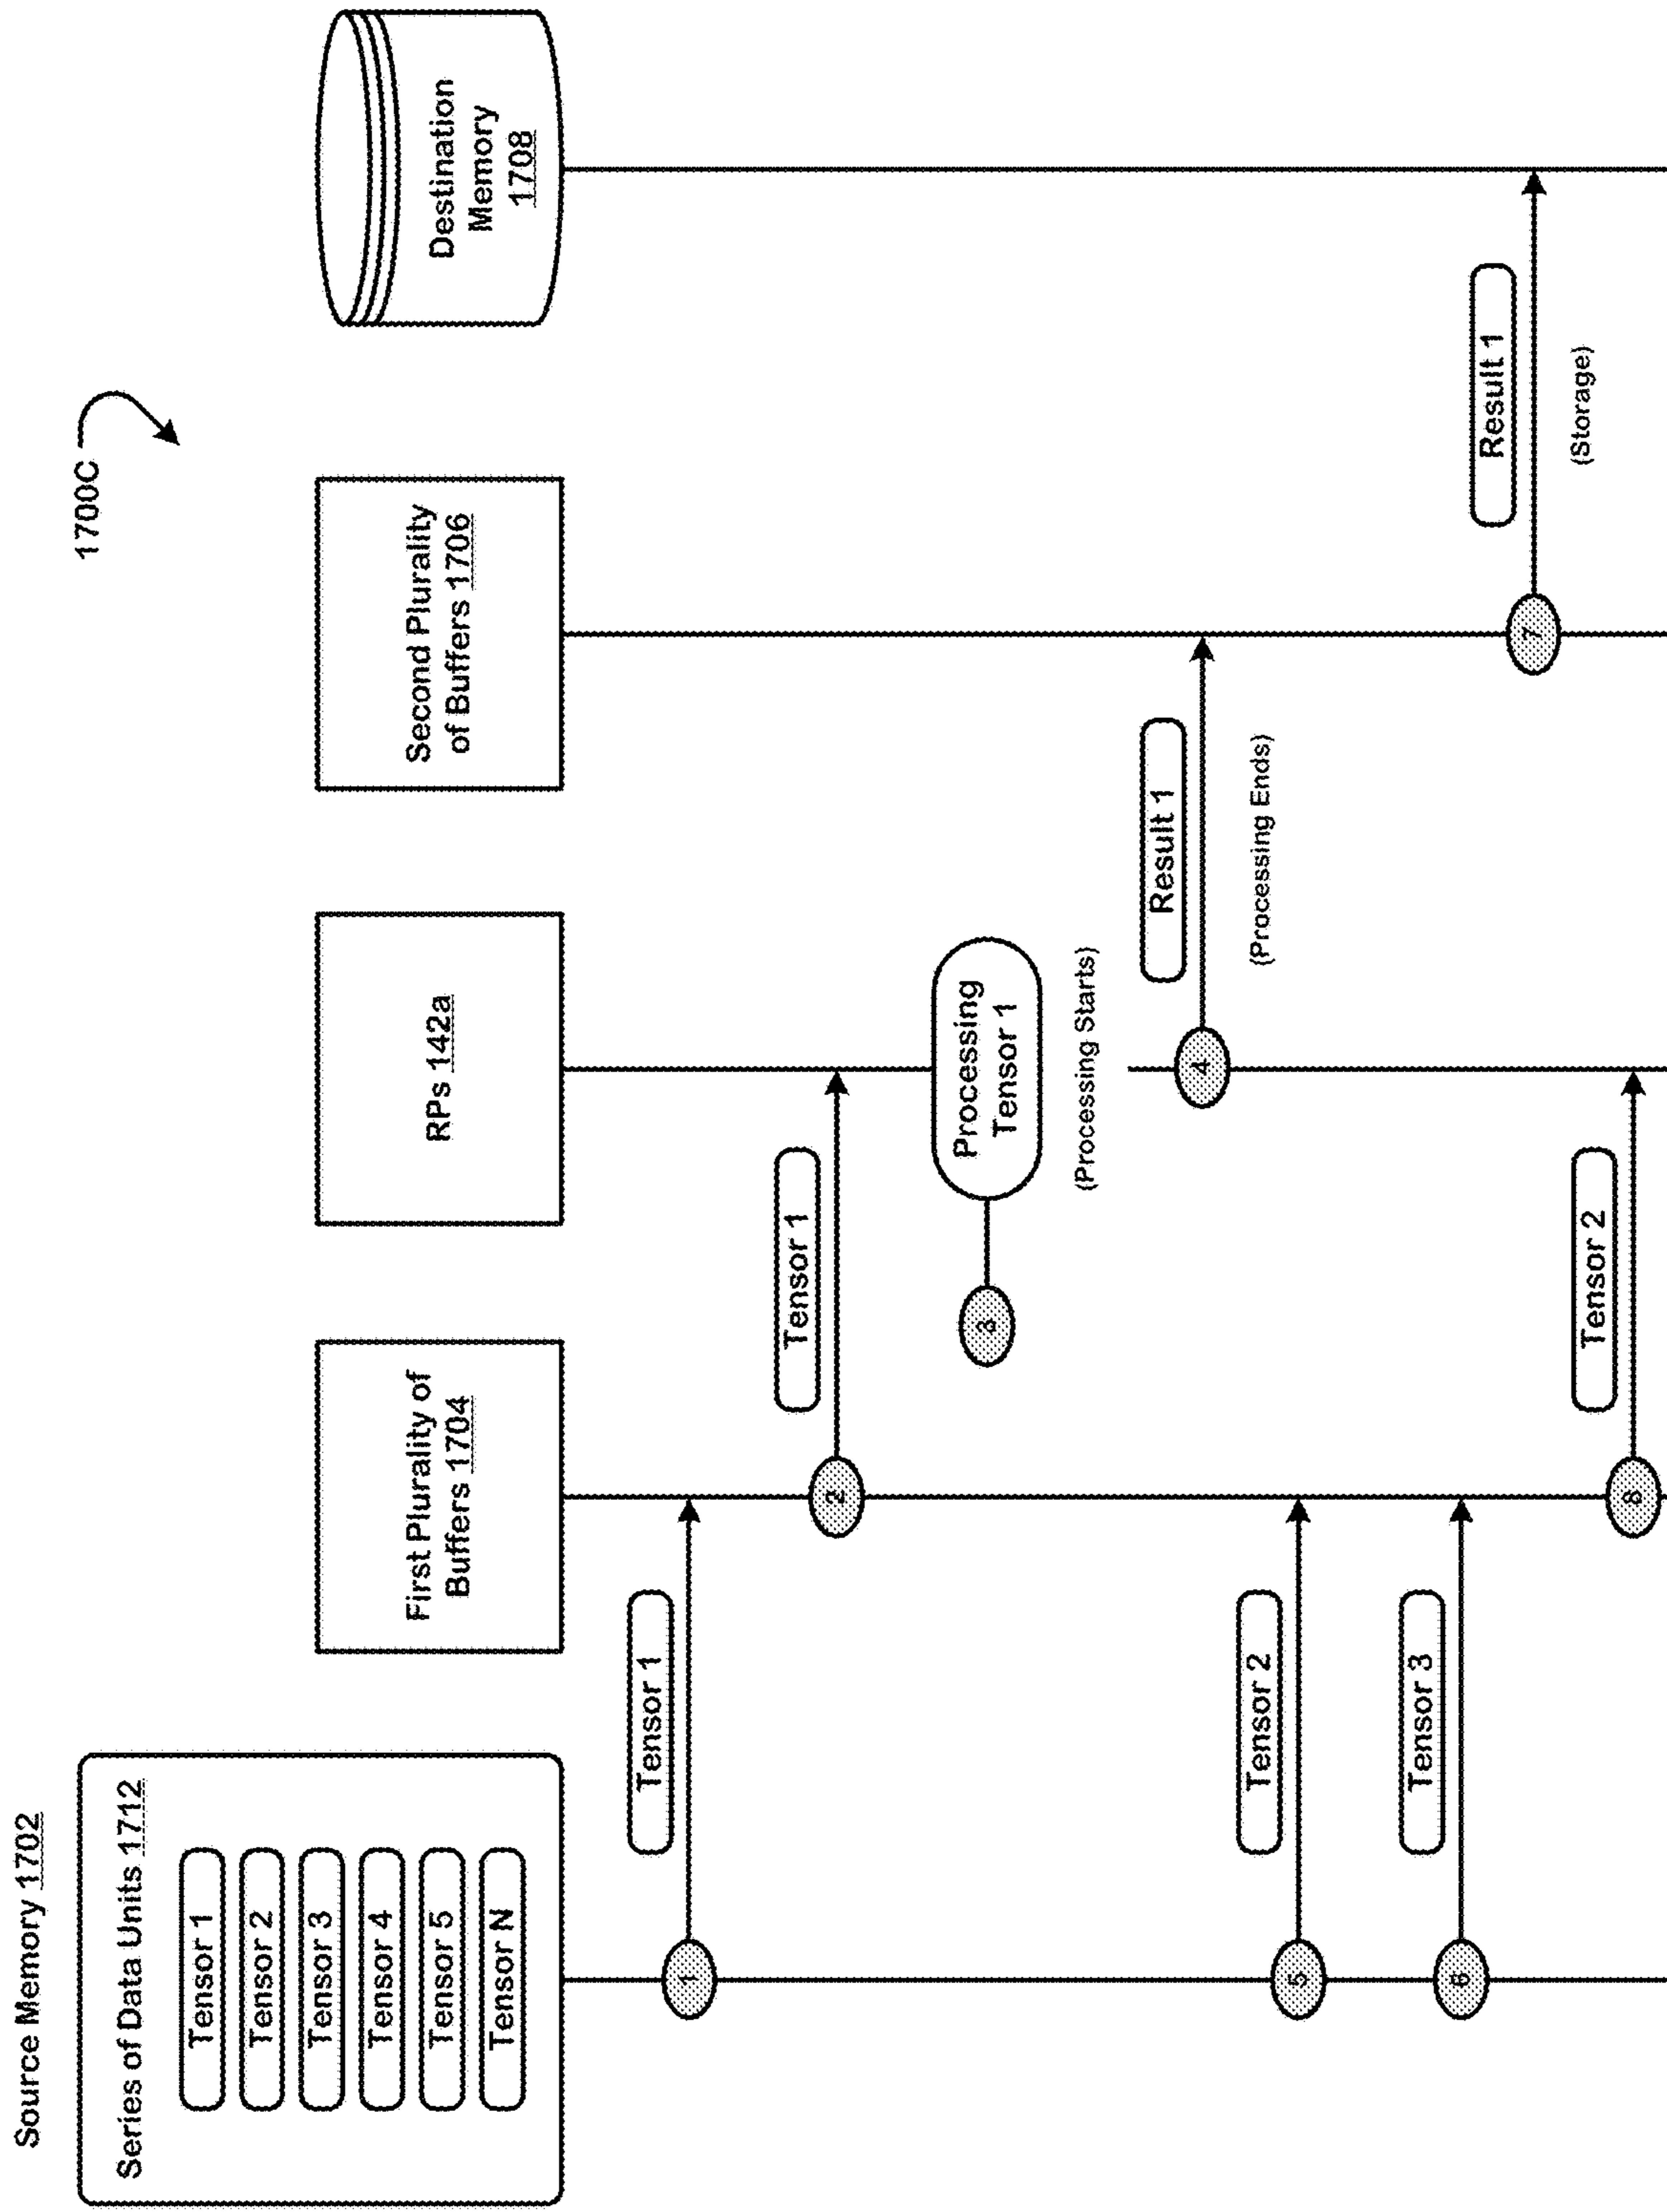 1700C
Source Memory 1702
Series of Data Units 1712
Tensor 1
Tensor 2
Tensor 3
Tensor 4
Tensor 5
Tensor N
First Plurality of
Buffers 1704
RPs 142a
Second Plurality
of Buffers 1706
Destination
Memory
1708
1
Tensor 1
2
Tensor 1
3
Processing
Tensor 1
(Processing Starts)
4
Result 1
(Processing Ends)
5
Tensor 2
6
Tensor 3
7
Result 1
(Storage)
8
Tensor 2